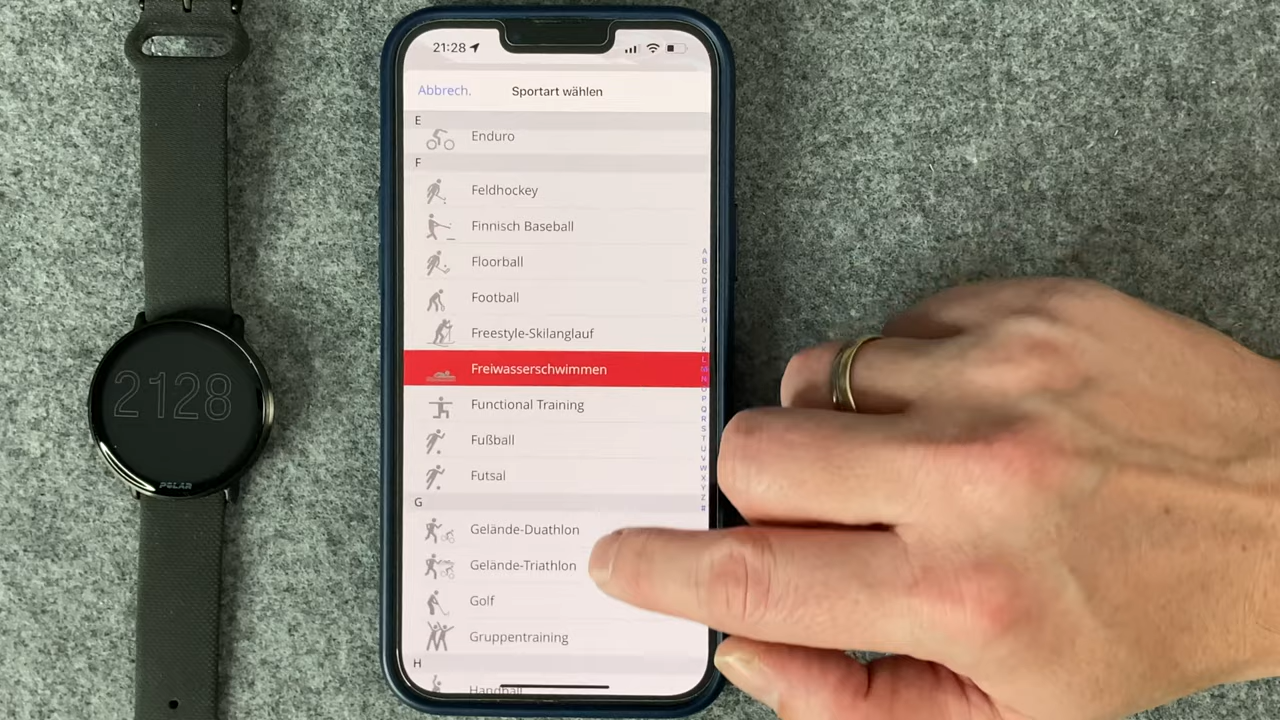 21:28
Abbrech. Sportart wählen
E
Enduro
F
Feldhockey
Finnisch Baseball
Floorball
Football
Freestyle-Skilanglauf
Freiwasserschwimmen
Functional Training
Fußball
Futsal
G
Gelände-Duathlon
Gelände-Triathlon
Golf
Gruppentraining
H
Handball
A
B
C
D
E
F
G
H
I
J
K
L
M
N
O
P
Q
R
S
T
U
V
W
X
Y
Z
#
2128
POLAR